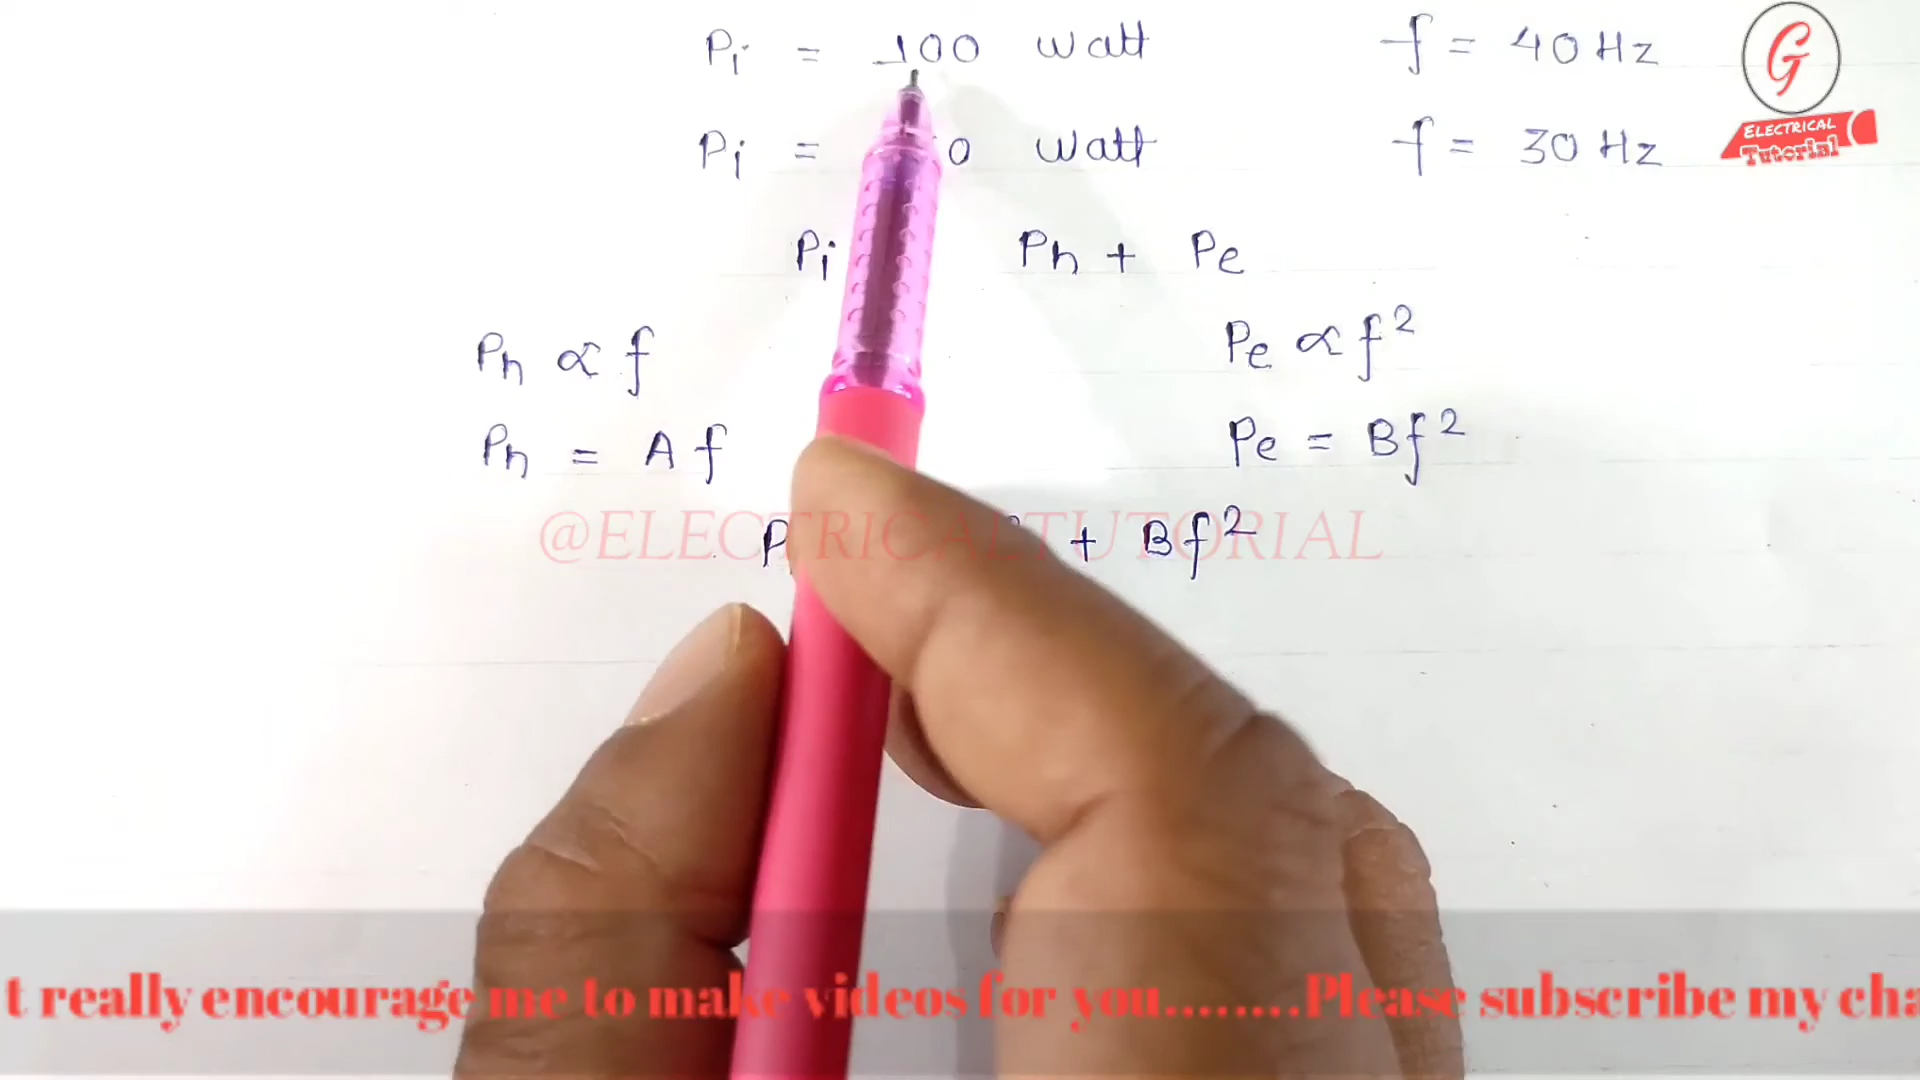 Pi = 100 watt f = 40 Hz
G
ELECTRICAL
Tutorial
Pi = 0 watt f = 30 Hz
Pi Ph + Pe
Ph ∝ f Pe ∝ f²
Ph = A f Pe = Bf²
@ELECTRICALTUTORIAL
P + Bf²
t really encourage me to make videos for you........Please subscribe my cha